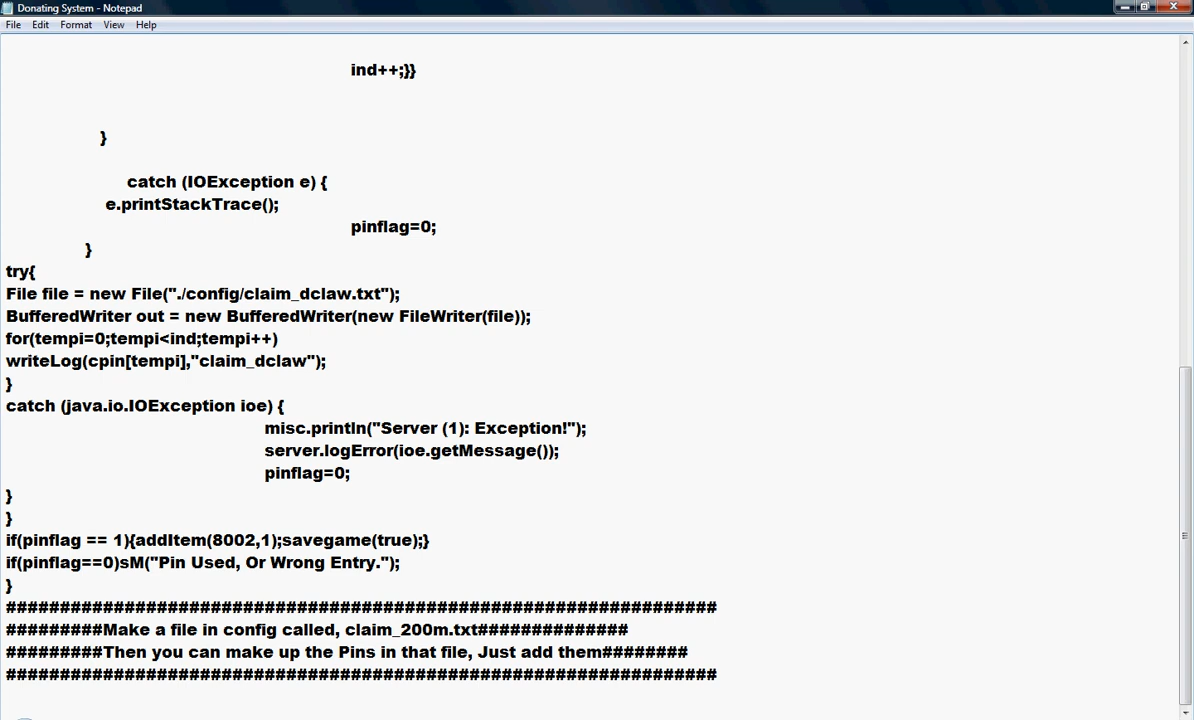 Donating System - Notepad
File Edit Format View Help
ind++;}}
}
catch (IOException e) {
e.printStackTrace();
pinflag=0;
}
try{
File file = new File("./config/claim_dclaw.txt");
BufferedWriter out = new BufferedWriter(new FileWriter(file));
for(tempi=0;tempi<ind;tempi++)
writeLog(cpin[tempi],"claim_dclaw");
}
catch (java.io.IOException ioe) {
misc.println("Server (1): Exception!");
server.logError(ioe.getMessage());
pinflag=0;
}
}
if(pinflag == 1){addItem(8002,1);savegame(true);}
if(pinflag==0)sM("Pin Used, Or Wrong Entry.");
}
##################################################################
#########Make a file in config called, claim_200m.txt##############
#########Then you can make up the Pins in that file, Just add them########
##################################################################